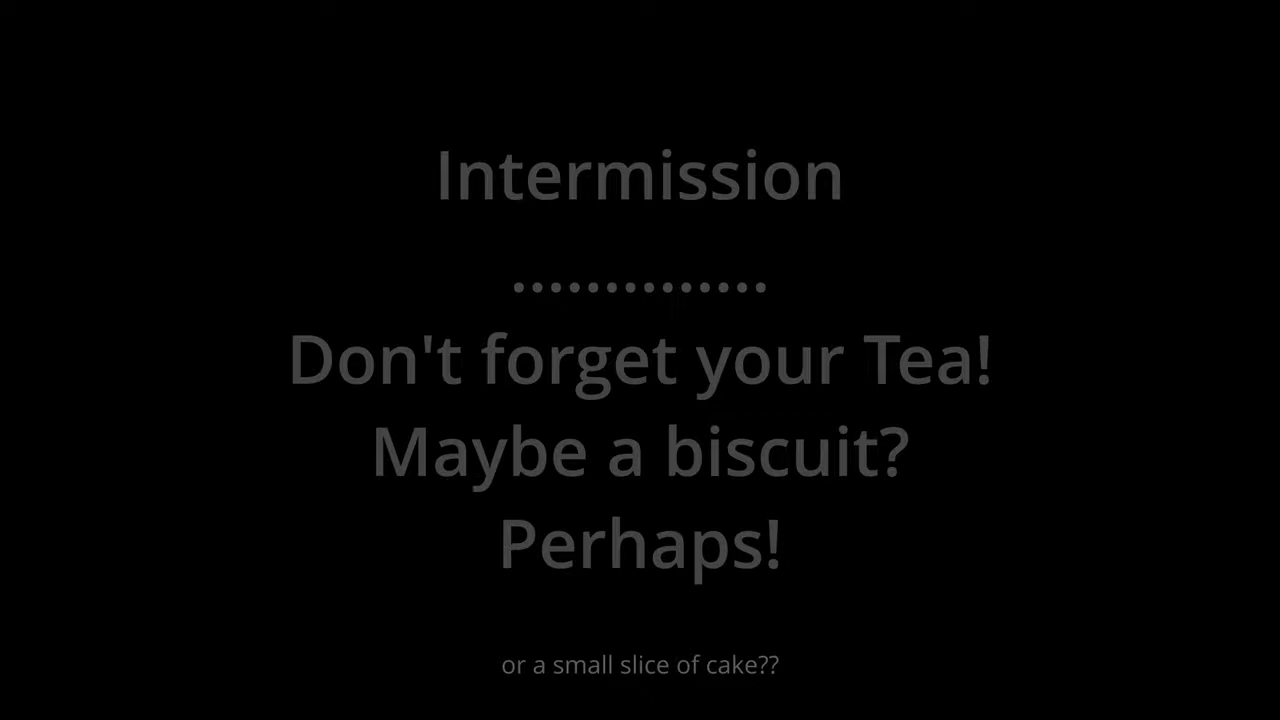 Intermission
..............
Don't forget your Tea!
Maybe a biscuit?
Perhaps!
or a small slice of cake??